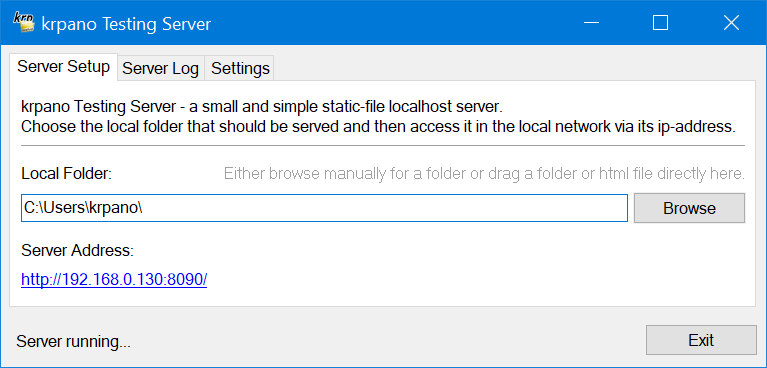 krp krpano Testing Server
Server Setup Server Log Settings
krpano Testing Server - a small and simple static-file localhost server.
Choose the local folder that should be served and then access it in the local network via its ip-address.
Local Folder: Either browse manually for a folder or drag a folder or html file directly here.
C:\Users\krpano\ Browse
Server Address:
http://192.168.0.130:8090/
Server running... Exit